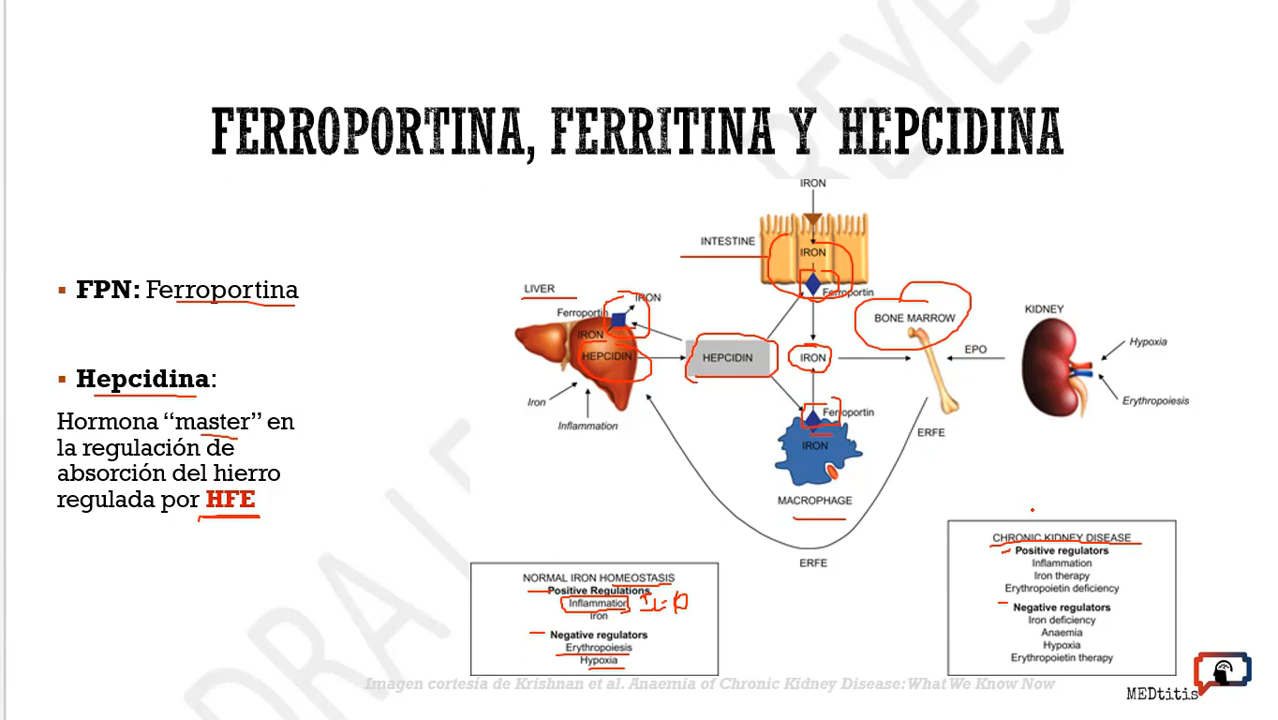 FERROPORTINA, FERRITINA Y HEPCIDINA
FPN: Ferroportina
Hepcidina:
Hormona “master” en
la regulación de
absorción del hierro
regulada por HFE
IRON
INTESTINE
IRON
Ferroportin
LIVER
IRON
Ferroportin
IRON
HEPCIDIN
Iron
Inflammation
HEPCIDIN
IRON
BONE MARROW
EPO
KIDNEY
Hypoxia
Erythropoiesis
Ferroportin
IRON
MACROPHAGE
ERFE
ERFE
NORMAL IRON HOMEOSTASIS
Positive Regulations
Inflammation
Iron
Negative regulators
Erythropoiesis
Hypoxia
CHRONIC KIDNEY DISEASE
Positive regulators
Inflammation
Iron therapy
Erythropoietin deficiency
Negative regulators
Iron deficiency
Anaemia
Hypoxia
Erythropoietin therapy
Imagen cortesía de Krishnan et al. Anaemia of Chronic Kidney Disease: What We Know Now
MEDtitis